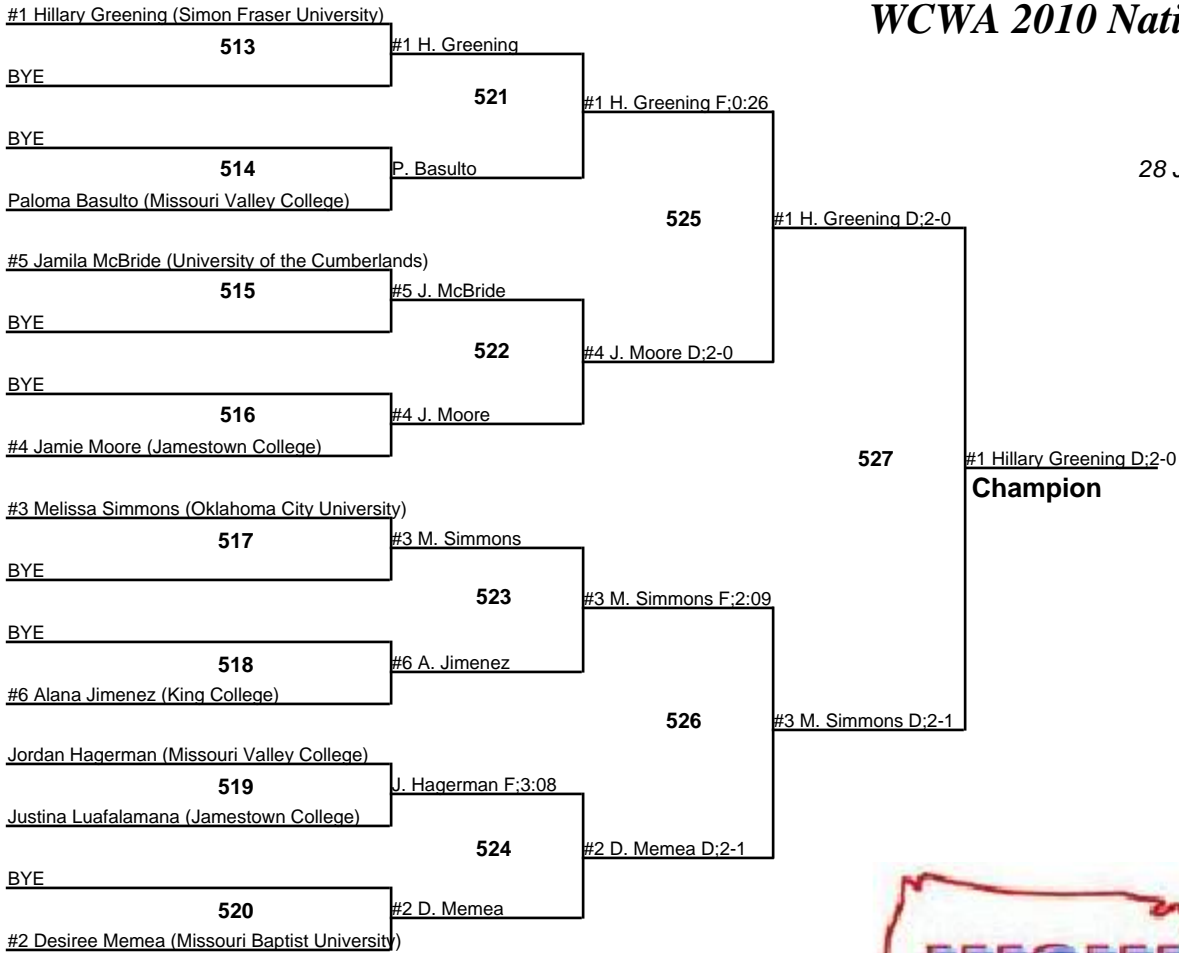 WCWA 2010 Nati
28 J
#1 Hillary Greening (Simon Fraser University)
513
BYE
#1 H. Greening
521
BYE
514
Paloma Basulto (Missouri Valley College)
P. Basulto
#1 H. Greening F;0:26
525
#5 Jamila McBride (University of the Cumberlands)
515
BYE
#5 J. McBride
522
BYE
516
#4 Jamie Moore (Jamestown College)
#4 J. Moore
#4 J. Moore D;2-0
#1 H. Greening D;2-0
527
#1 Hillary Greening D;2-0
Champion
#3 Melissa Simmons (Oklahoma City University)
517
BYE
#3 M. Simmons
523
BYE
518
#6 Alana Jimenez (King College)
#6 A. Jimenez
#3 M. Simmons F;2:09
526
#3 M. Simmons D;2-1
Jordan Hagerman (Missouri Valley College)
519
Justina Luafalamana (Jamestown College)
J. Hagerman F;3:08
524
BYE
520
#2 Desiree Memea (Missouri Baptist University)
#2 D. Memea
#2 D. Memea D;2-1